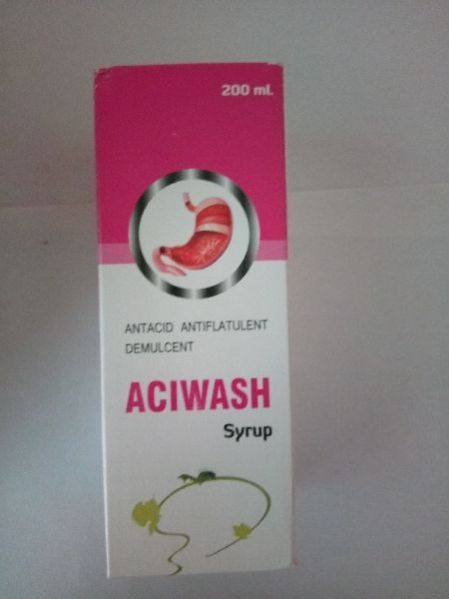 200 ml.
ANTACID ANTIFLATULENT
DEMULCENT
ACIWASH
Syrup